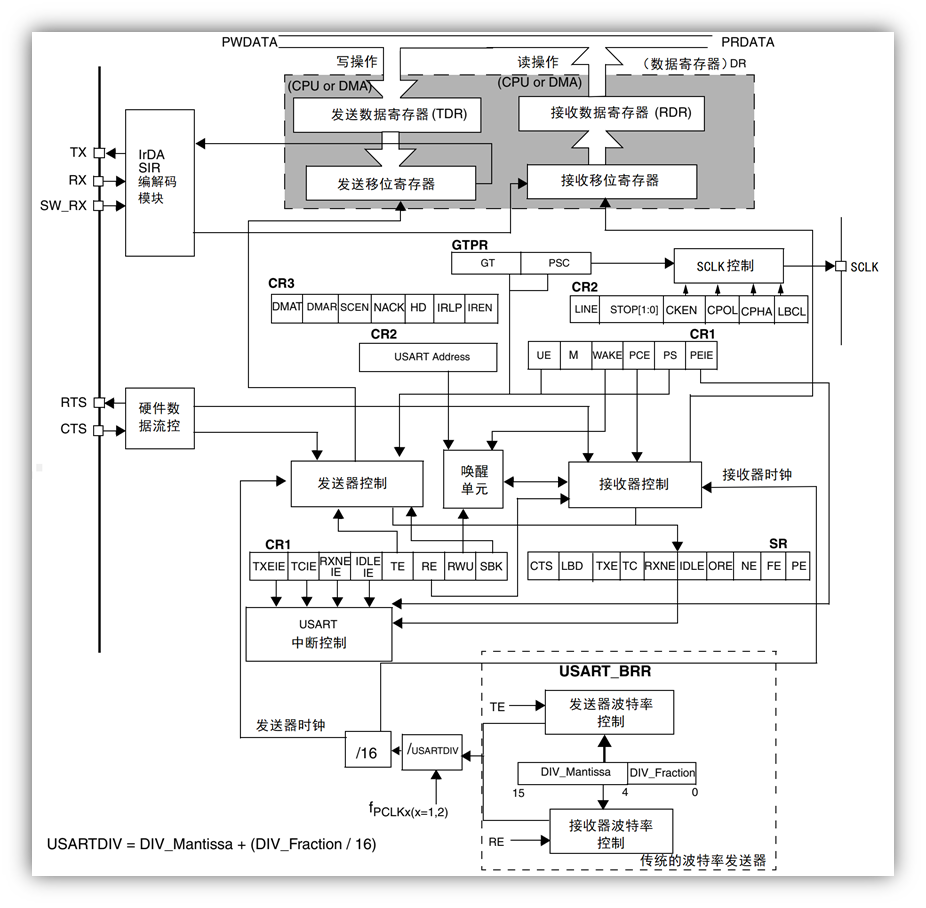 PWDATA
PRDATA
写操作
读操作
(数据寄存器) DR
(CPU or DMA)
(CPU or DMA)
发送数据寄存器 (TDR)
接收数据寄存器 (RDR)
TX
RX
SW_RX
IrDA
SIR
编解码
模块
发送移位寄存器
接收移位寄存器
GTPR
GT
PSC
SCLK控制
SCLK
CR3
DMAT
DMAR
SCEN
NACK
HD
IRLP
IREN
CR2
LINE
STOP[1:0]
CKEN
CPOL
CPHA
LBCL
CR2
USART Address
CR1
UE
M
WAKE
PCE
PS
PEIE
RTS
CTS
硬件数
据流控
发送器控制
唤醒
单元
接收器控制
接收器时钟
CR1
TXEIE
TCIE
RXNE
IE
IDLE
IE
TE
RE
RWU
SBK
SR
CTS
LBD
TXE
TC
RXNE
IDLE
ORE
NE
FE
PE
USART
中断控制
USART_BRR
发送器时钟
TE
发送器波特率
控制
/16
/USARTDIV
DIV_Mantissa
DIV_Fraction
15
4
0
fPCLKx(x=1,2)
接收器波特率
控制
RE
USARTDIV = DIV_Mantissa + (DIV_Fraction / 16)
传统的波特率发送器